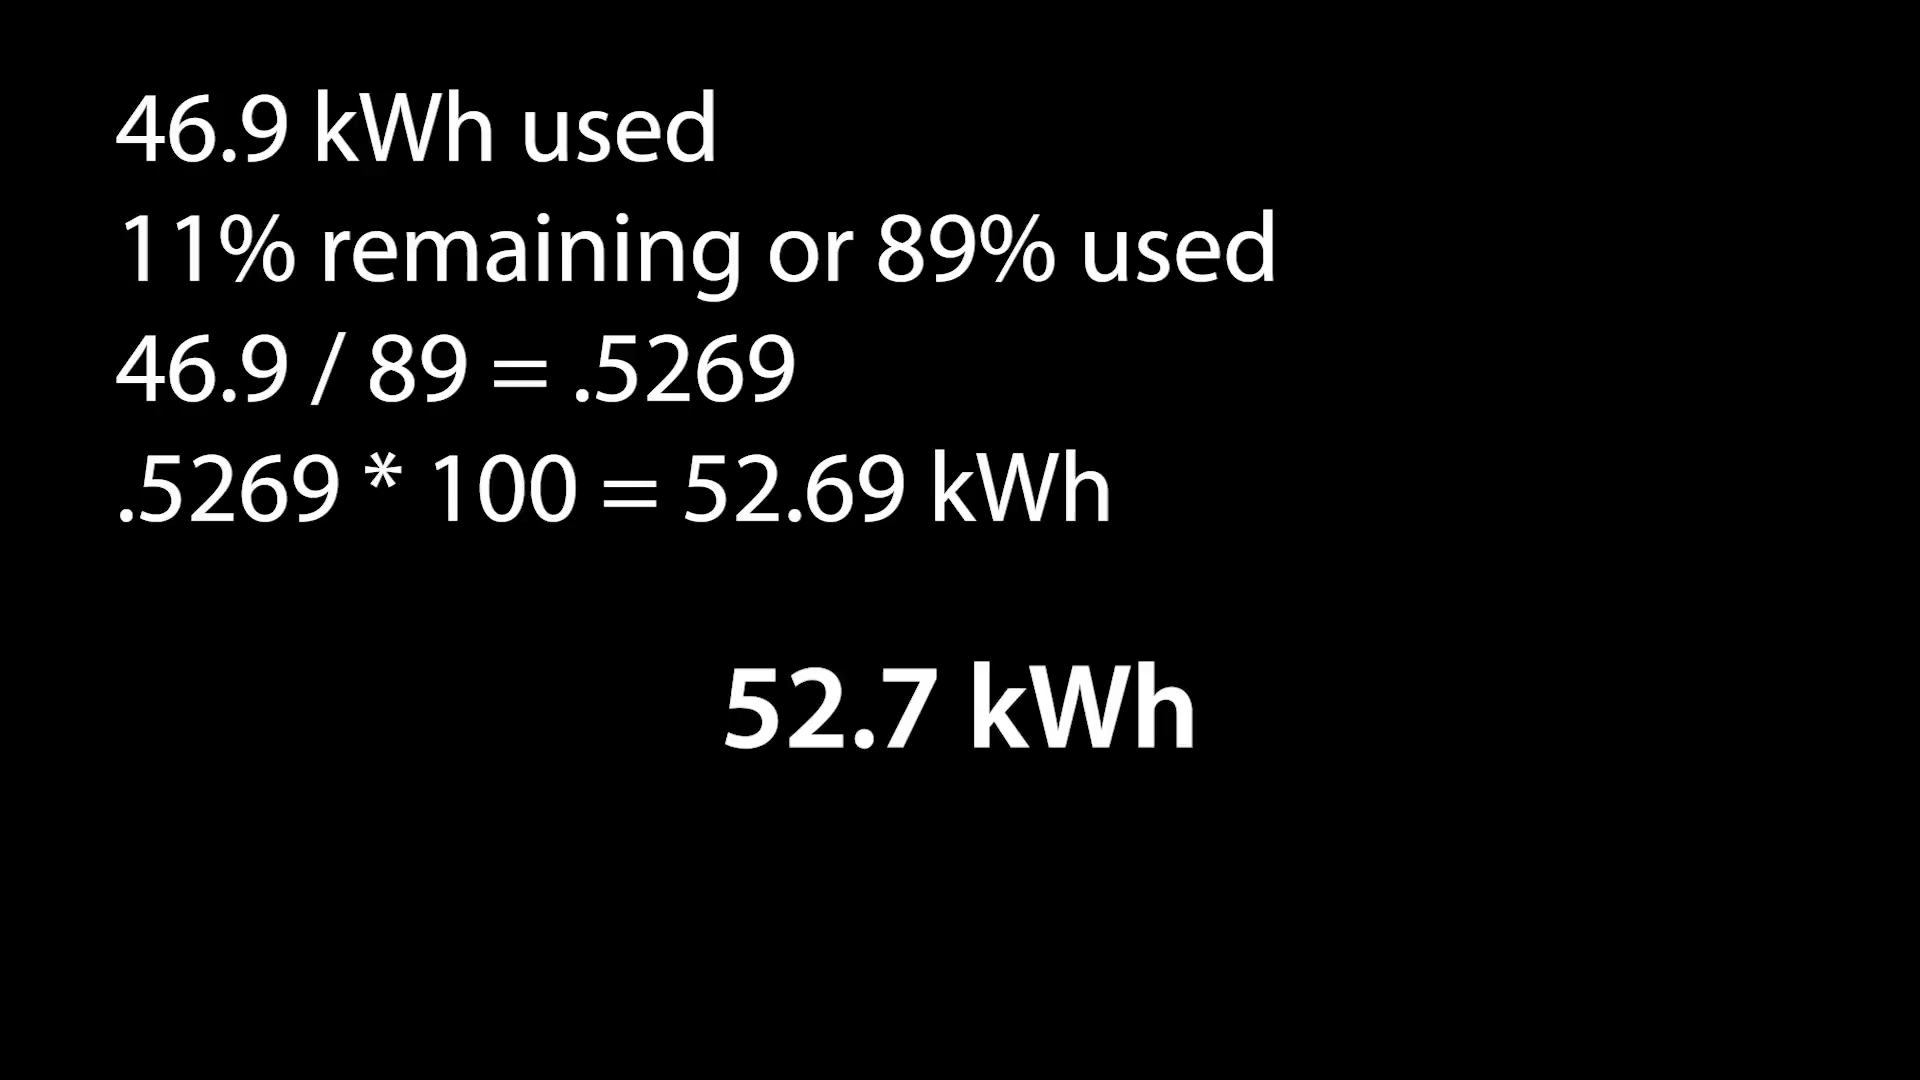 46.9 kWh used
11% remaining or 89% used
46.9 / 89 = .5269
.5269 * 100 = 52.69 kWh
52.7 kWh